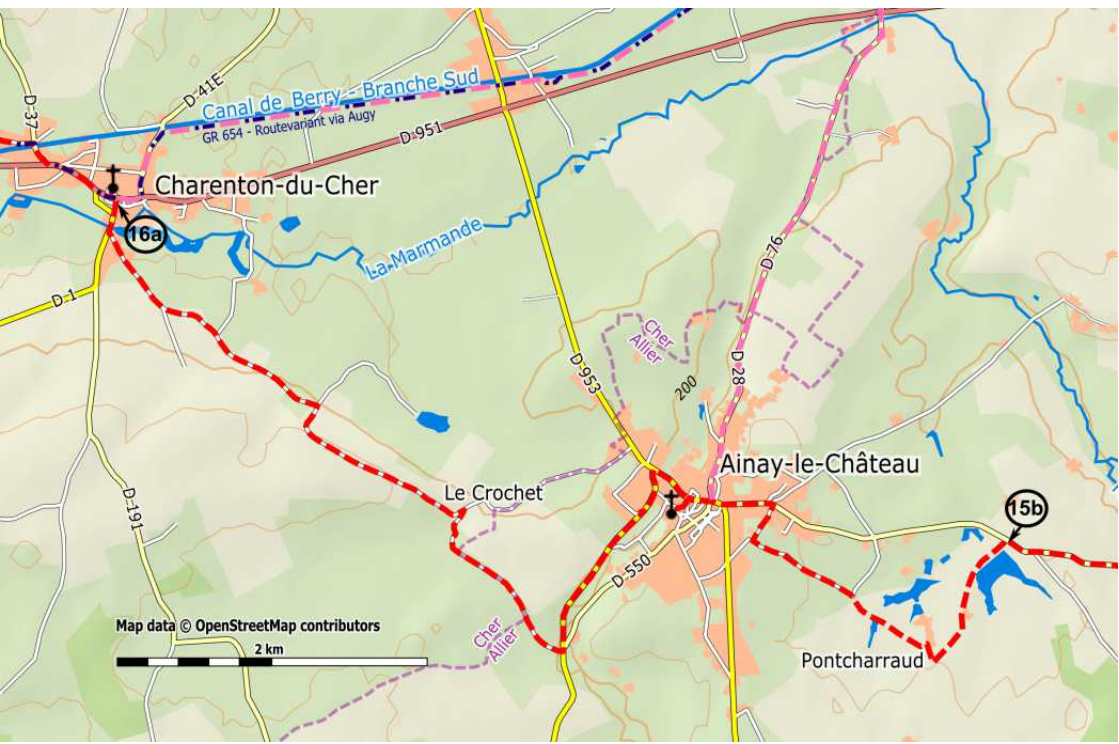 D-37
D-41E
Canal de Berry - Branche Sud
GR 654 - Routevariant via Augy
D-951
Charenton-du-Cher
16a
La Marmande
D-1
D-76
Cher
Allier
D-953
200
D 28
Ainay-le-Château
Le Crochet
15b
D-191
D-550
Map data © OpenStreetMap contributors
2 km
Cher
Allier
Pontcharraud